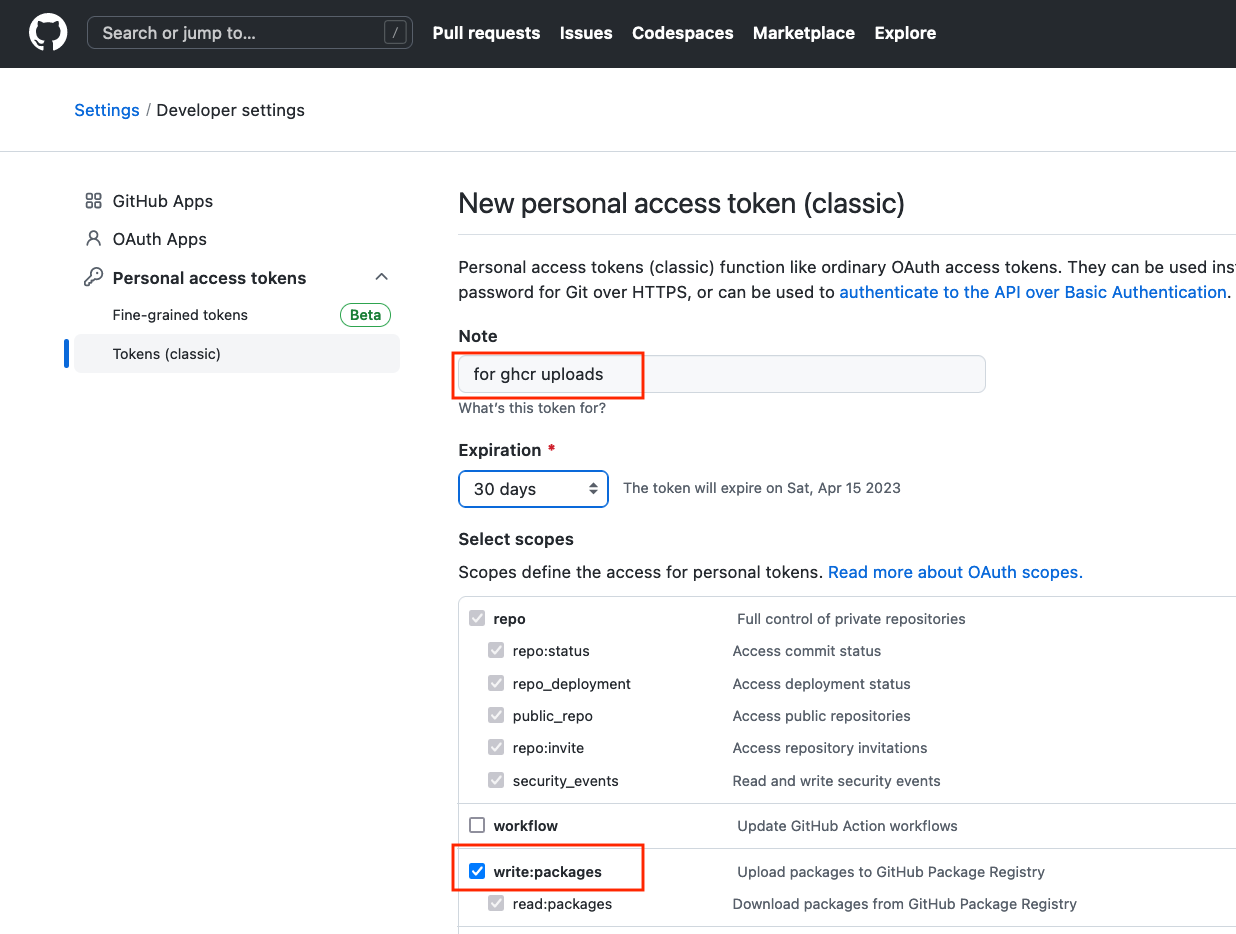 Search or jump to... / Pull requests Issues Codespaces Marketplace Explore
Settings / Developer settings
GitHub Apps
OAuth Apps
Personal access tokens
Fine-grained tokens Beta
Tokens (classic)
New personal access token (classic)
Personal access tokens (classic) function like ordinary OAuth access tokens. They can be used
password for Git over HTTPS, or can be used to authenticate to the API over Basic Authentication.
Note
for ghcr uploads
What's this token for?
Expiration *
30 days The token will expire on Sat, Apr 15 2023
Select scopes
Scopes define the access for personal tokens. Read more about OAuth scopes.
repo Full control of private repositories
repo:status Access commit status
repo_deployment Access deployment status
public_repo Access public repositories
repo:invite Access repository invitations
security_events Read and write security events
workflow Update GitHub Action workflows
write:packages Upload packages to GitHub Package Registry
read:packages Download packages from GitHub Package Registry